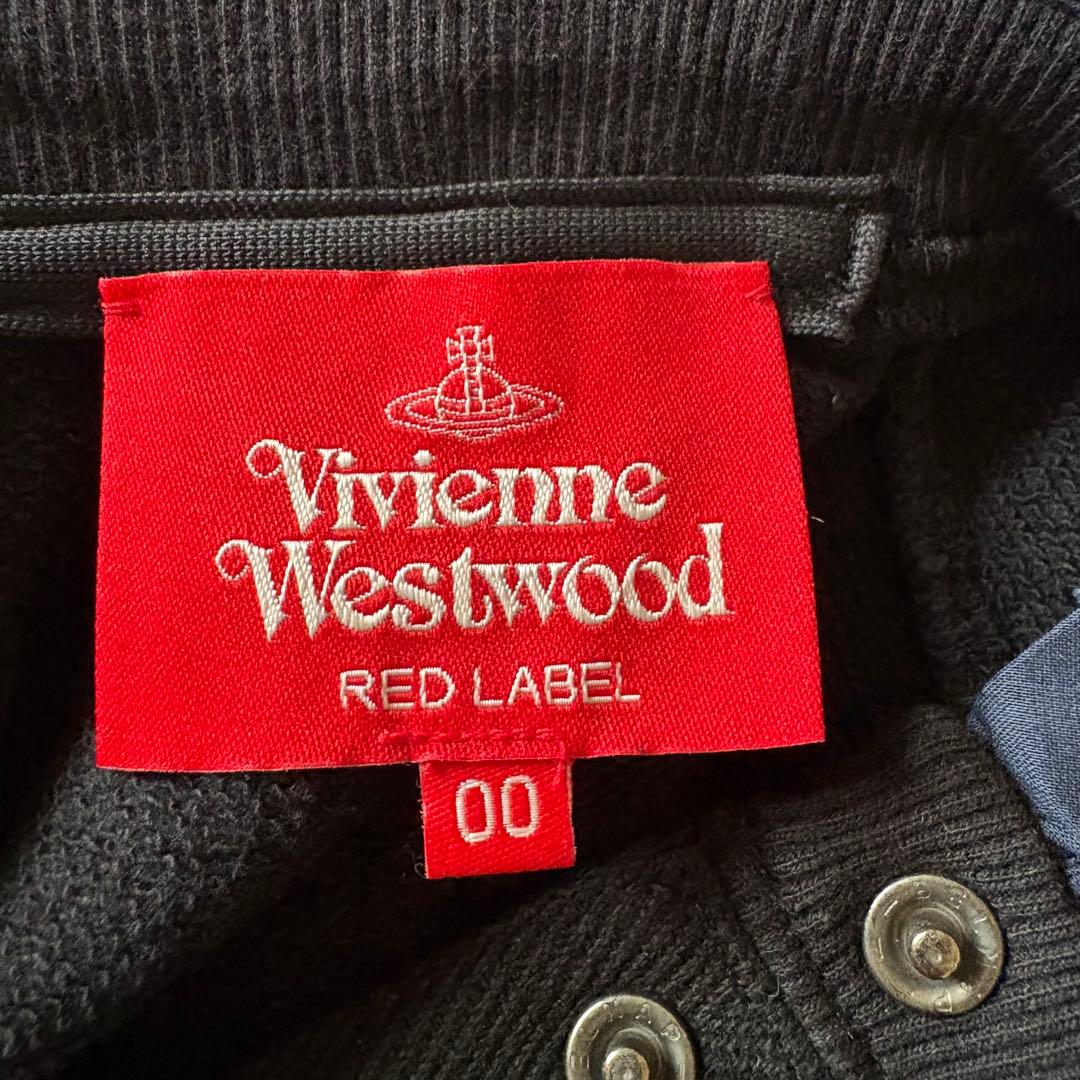 Vivienne
Westwood
RED LABEL
00